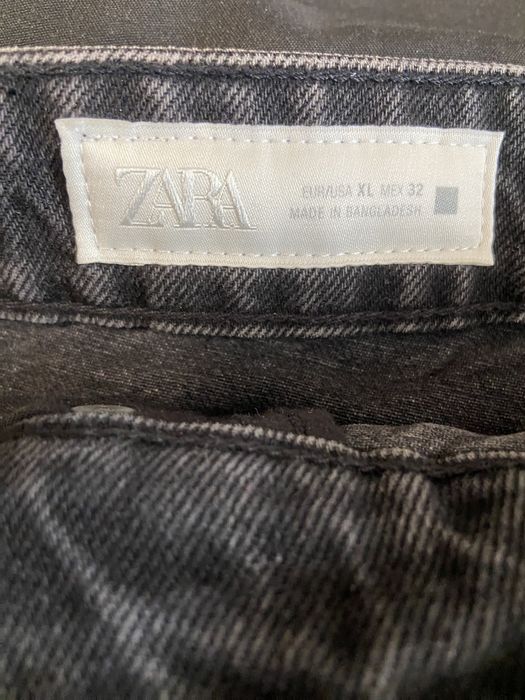 ZARA
EUR/USA XL MEX 32
MADE IN BANGLADESH